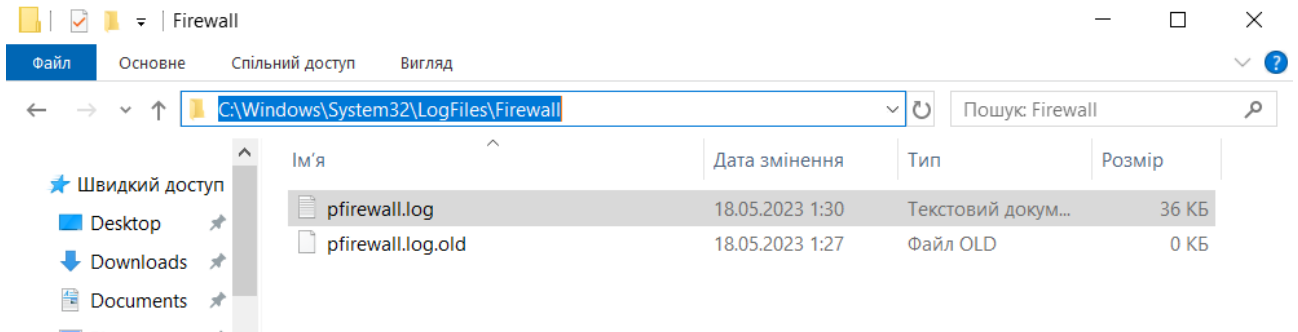 Firewall
Файл Основне Спільний доступ Вигляд
C:\Windows\System32\LogFiles\Firewall Пошук: Firewall
Ім'я Дата змінення Тип Розмір
Швидкий доступ
pfirewall.log 18.05.2023 1:30 Текстовий докум... 36 КБ
Desktop
pfirewall.log.old 18.05.2023 1:27 Файл OLD 0 КБ
Downloads
Documents